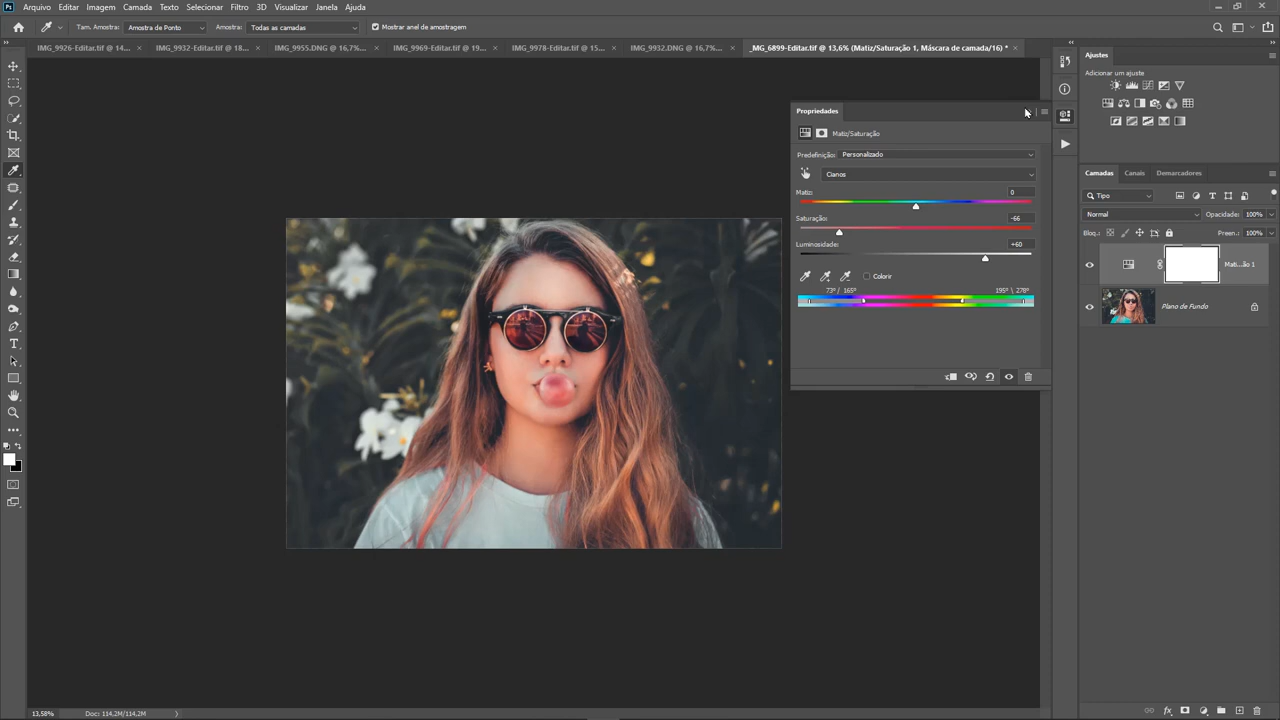 Ps Arquivo Editar Imagem Camada Texto Selecionar Filtro 3D Visualizar Janela Ajuda
Tam. Amostra: Amostra de Ponto Amostra: Todas as camadas Mostrar anel de amostragem
IMG_9926-Editar.tif @ 14... × IMG_9932-Editar.tif @ 18... × IMG_9955.DNG @ 16,7%... × IMG_9969-Editar.tif @ 19... × IMG_9978-Editar.tif @ 15... × IMG_9932.DNG @ 16,7%... × _MG_6899-Editar.tif @ 13,6% (Matiz/Saturação 1, Máscara de camada/16) * ×
Propriedades
Matiz/Saturação
Predefinição: Personalizado
Cianos
Matiz: 0
Saturação: -66
Luminosidade: +60
Colorir
73° / 165° 195° \ 278°
Ajustes
Adicionar um ajuste
Camadas Canais Demarcadores
Tipo
Normal Opacidade: 100%
Bloq.: Preen.: 100%
Mati...ão 1
Plano de Fundo
13,58% Doc: 114,2M/114,2M